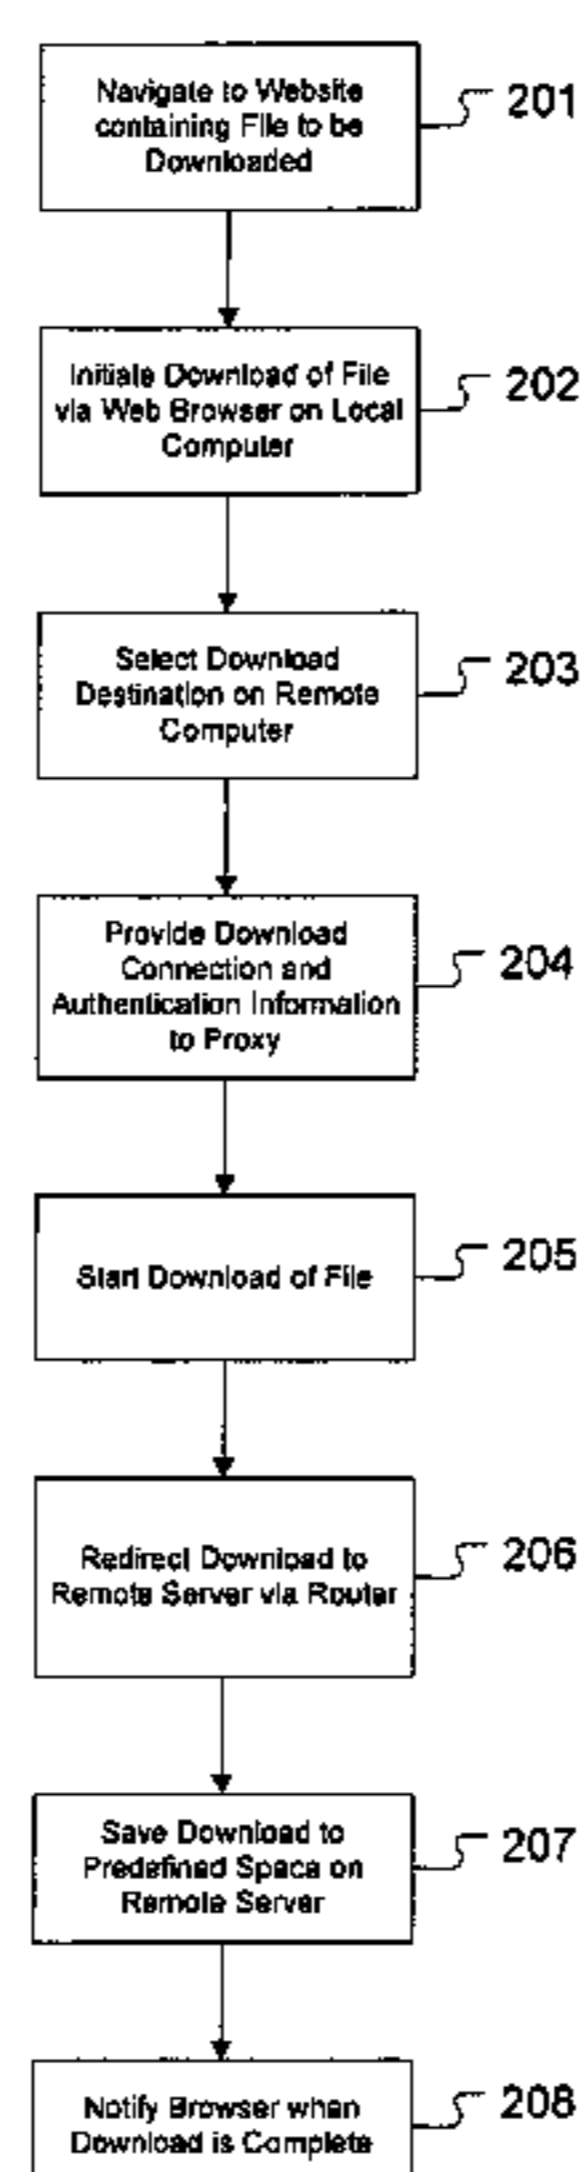 Navigate to Website
containing File to be
Downloaded
201
Initiate Download of File
via Web Browser on Local
Computer
202
Select Download
Destination on Remote
Computer
203
Provide Download
Connection and
Authentication Information
to Proxy
204
Start Download of File
205
Redirect Download to
Remote Server via Router
206
Save Download to
Predefined Space on
Remote Server
207
Notify Browser when
Download is Complete
208